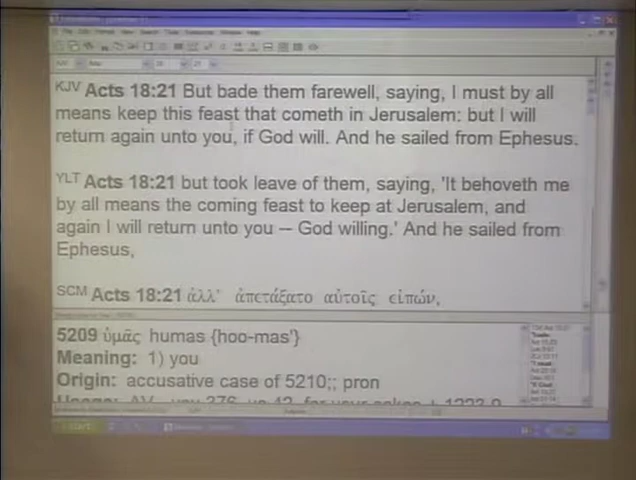 KJV Acts 18:21 But bade them farewell, saying, I must by all
means keep this feast that cometh in Jerusalem: but I will
return again unto you, if God will. And he sailed from Ephesus.
YLT Acts 18:21 but took leave of them, saying, 'It behoveth me
by all means the coming feast to keep at Jerusalem, and
again I will return unto you — God willing.' And he sailed from
Ephesus,
SCM Acts 18:21 ἀλλ' ἀπετάξατο αὐτοῖς εἰπών,
5209 ὑμᾶς humas {hoo-mas'}
Meaning: 1) you
Origin: accusative case of 5210;; pron